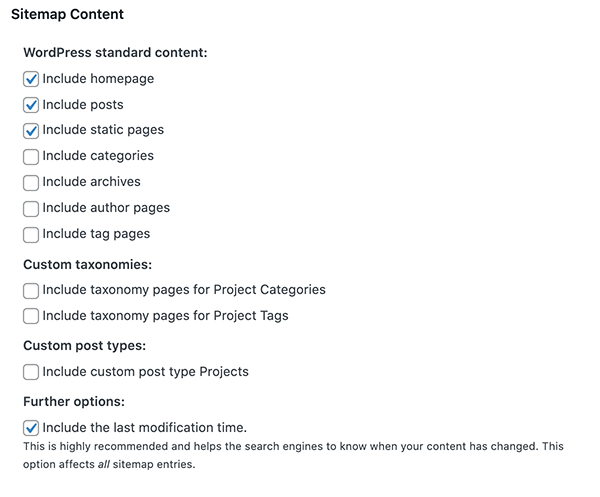 Sitemap Content
WordPress standard content:
Include homepage
Include posts
Include static pages
Include categories
Include archives
Include author pages
Include tag pages
Custom taxonomies:
Include taxonomy pages for Project Categories
Include taxonomy pages for Project Tags
Custom post types:
Include custom post type Projects
Further options:
Include the last modification time.
This is highly recommended and helps the search engines to know when your content has changed. This
option affects all sitemap entries.